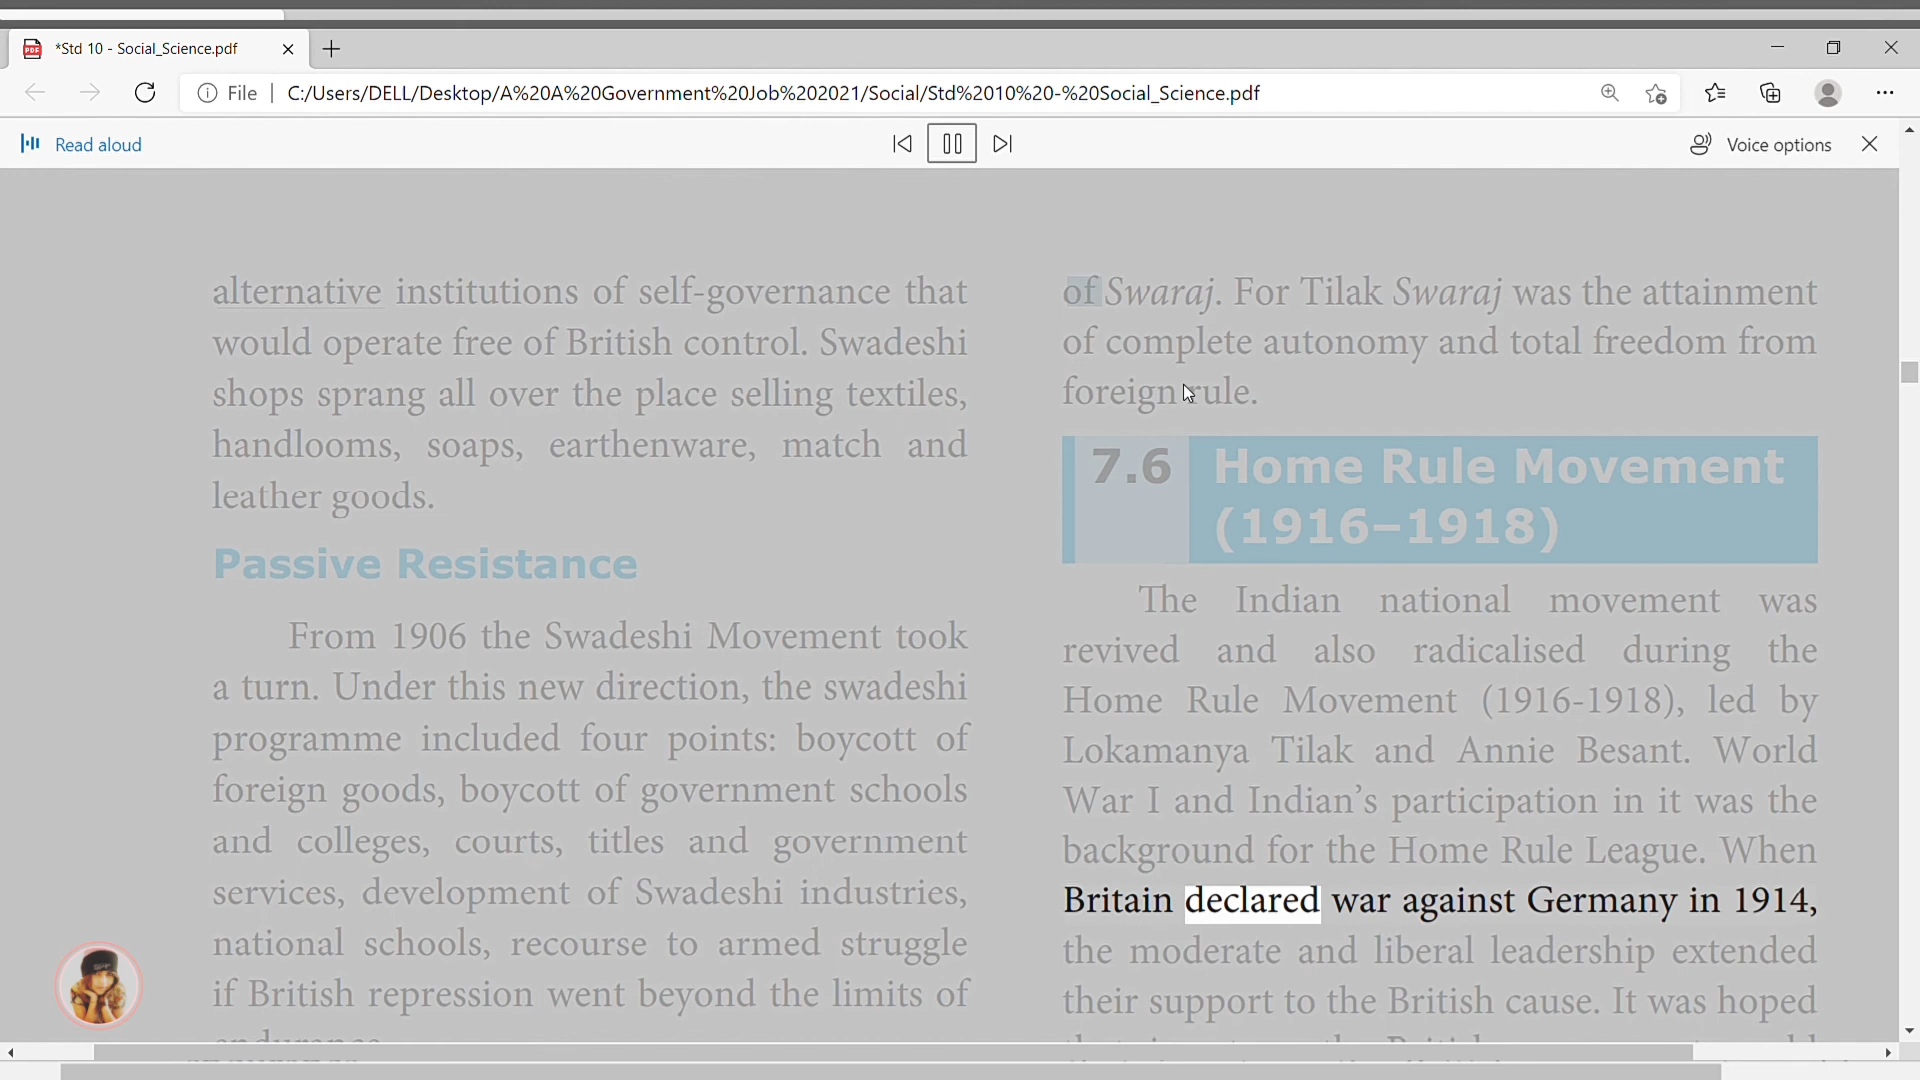 *Std 10 - Social_Science.pdf
File
C:/Users/DELL/Desktop/A%20A%20Government%20Job%202021/Social/Std%2010%20-%20Social_Science.pdf
Read aloud
Voice options
alternative institutions of self-governance that
would operate free of British control. Swadeshi
shops sprang all over the place selling textiles,
handlooms, soaps, earthenware, match and
leather goods.
Passive Resistance
From 1906 the Swadeshi Movement took
a turn. Under this new direction, the swadeshi
programme included four points: boycott of
foreign goods, boycott of government schools
and colleges, courts, titles and government
services, development of Swadeshi industries,
national schools, recourse to armed struggle
if British repression went beyond the limits of
of Swaraj. For Tilak Swaraj was the attainment
of complete autonomy and total freedom from
foreign rule.
7.6 Home Rule Movement
(1916–1918)
The Indian national movement was
revived and also radicalised during the
Home Rule Movement (1916-1918), led by
Lokamanya Tilak and Annie Besant. World
War I and Indian's participation in it was the
background for the Home Rule League. When
Britain declared war against Germany in 1914,
the moderate and liberal leadership extended
their support to the British cause. It was hoped